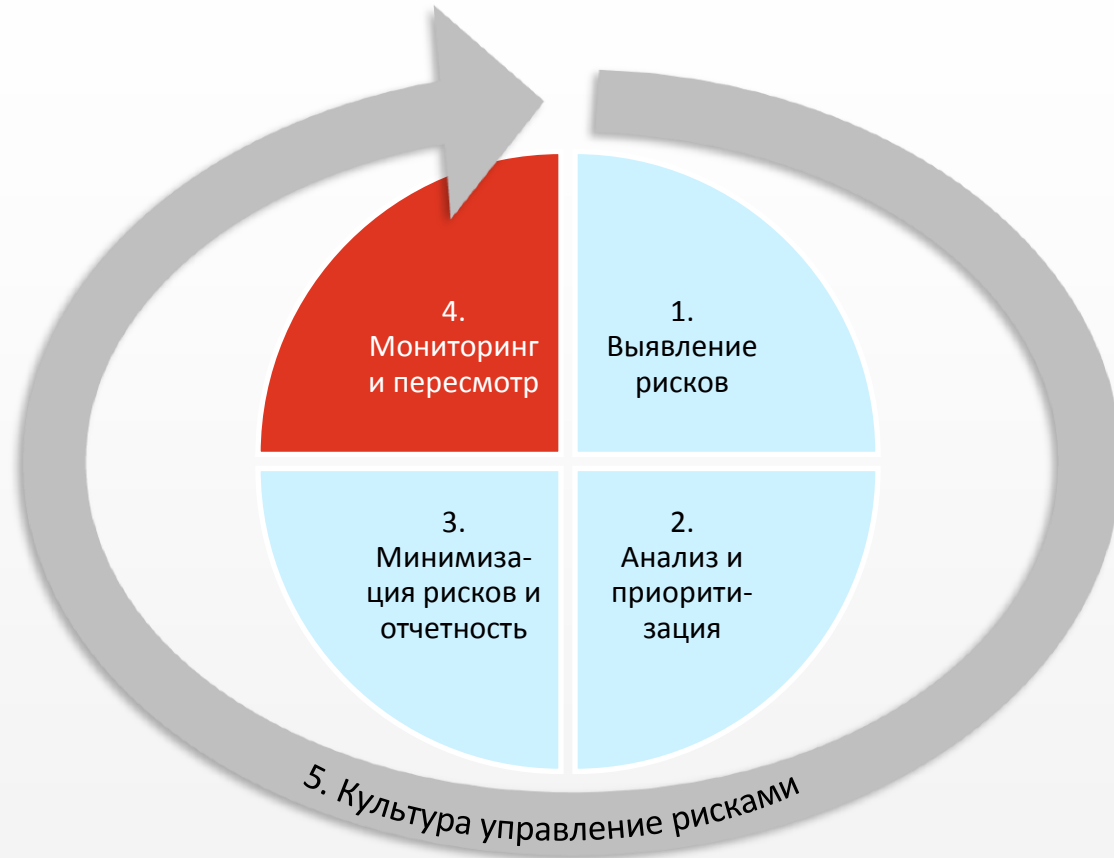 4.
Мониторинг
и пересмотр
1.
Выявление
рисков
3.
Минимиза-
ция рисков и
отчетность
2.
Анализ и
приорити-
зация
5. Культура управление рисками